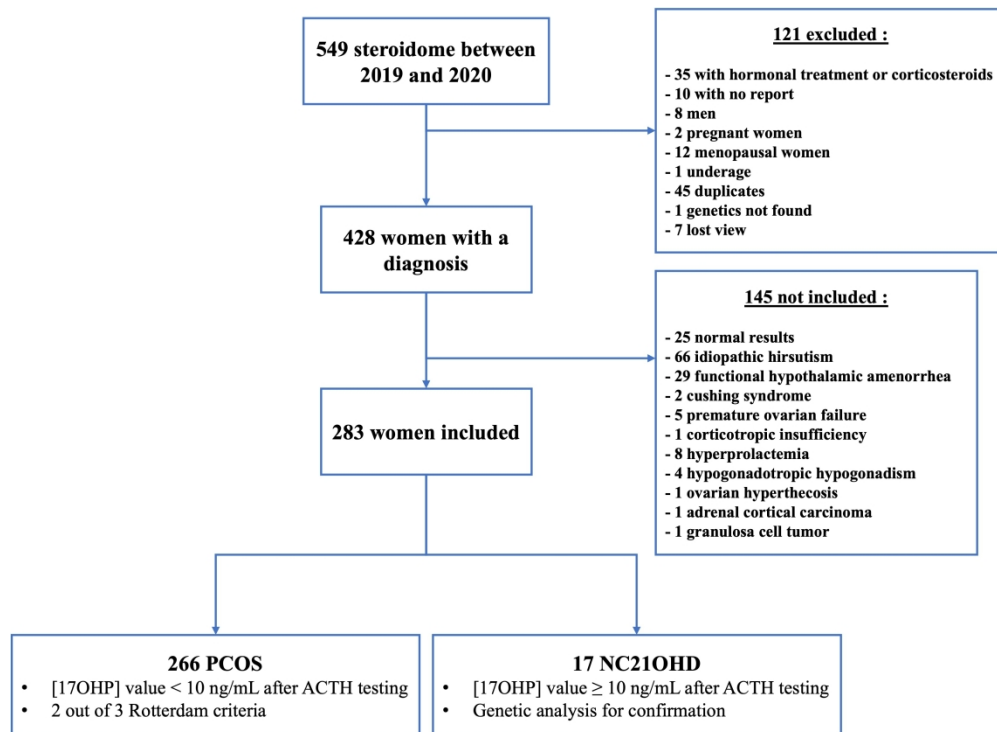 549 steroidome between
2019 and 2020
121 excluded :
- 35 with hormonal treatment or corticosteroids
- 10 with no report
- 8 men
- 2 pregnant women
- 12 menopausal women
- 1 underage
- 45 duplicates
- 1 genetics not found
- 7 lost view
428 women with a
diagnosis
145 not included :
- 25 normal results
- 66 idiopathic hirsutism
- 29 functional hypothalamic amenorrhea
- 2 cushing syndrome
- 5 premature ovarian failure
- 1 corticotropic insufficiency
- 8 hyperprolactemia
- 4 hypogonadotropic hypogonadism
- 1 ovarian hyperthecosis
- 1 adrenal cortical carcinoma
- 1 granulosa cell tumor
283 women included
266 PCOS
• [17OHP] value < 10 ng/mL after ACTH testing
• 2 out of 3 Rotterdam criteria
17 NC21OHD
• [17OHP] value ≥ 10 ng/mL after ACTH testing
• Genetic analysis for confirmation